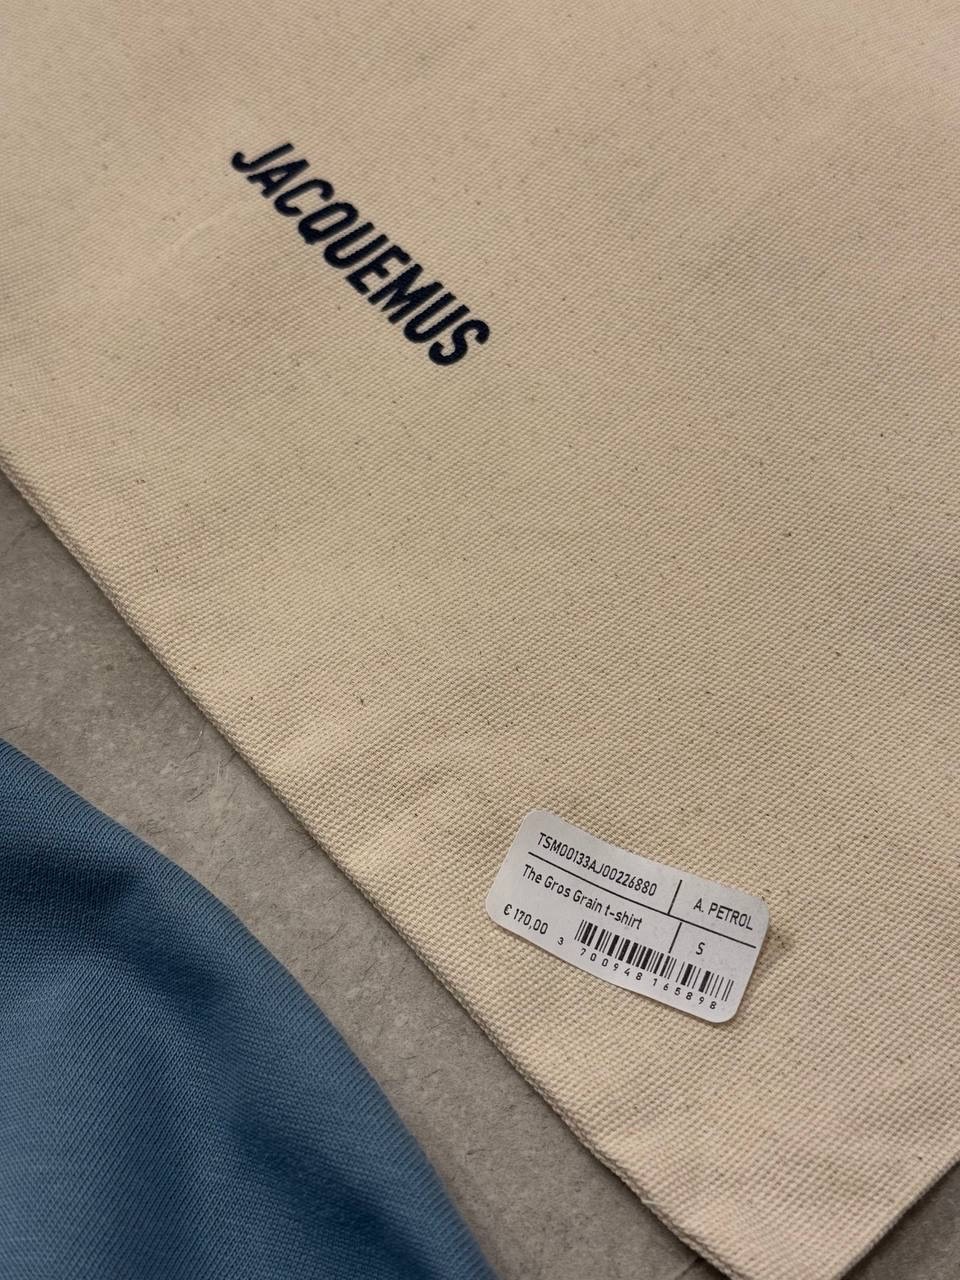 JACQUEMUS
TSM00133AJ00226880
A. PETROL
The Gros Grain t-shirt
S
€ 170,00
3 700948 165898